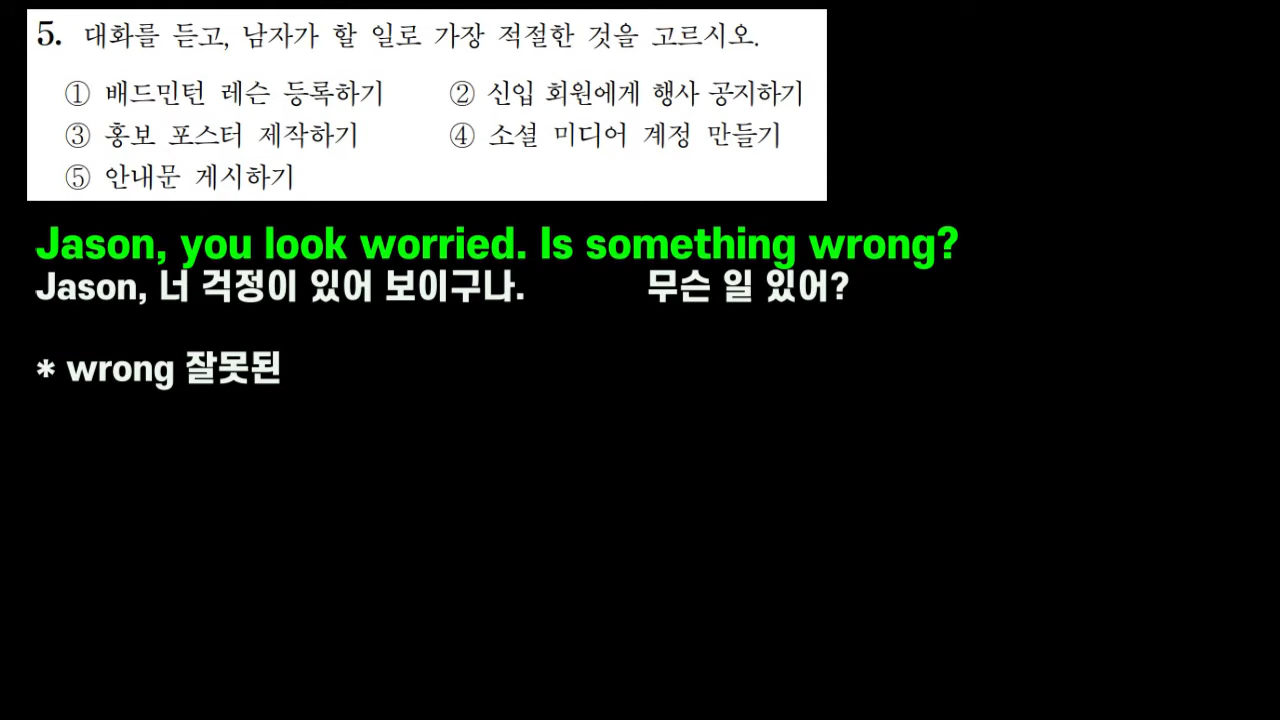 5. 대화를 듣고, 남자가 할 일로 가장 적절한 것을 고르시오.
① 배드민턴 레슨 등록하기 ② 신입 회원에게 행사 공지하기
③ 홍보 포스터 제작하기 ④ 소셜 미디어 계정 만들기
⑤ 안내문 게시하기
Jason, you look worried. Is something wrong?
Jason, 너 걱정이 있어 보이구나. 무슨 일 있어?
* wrong 잘못된